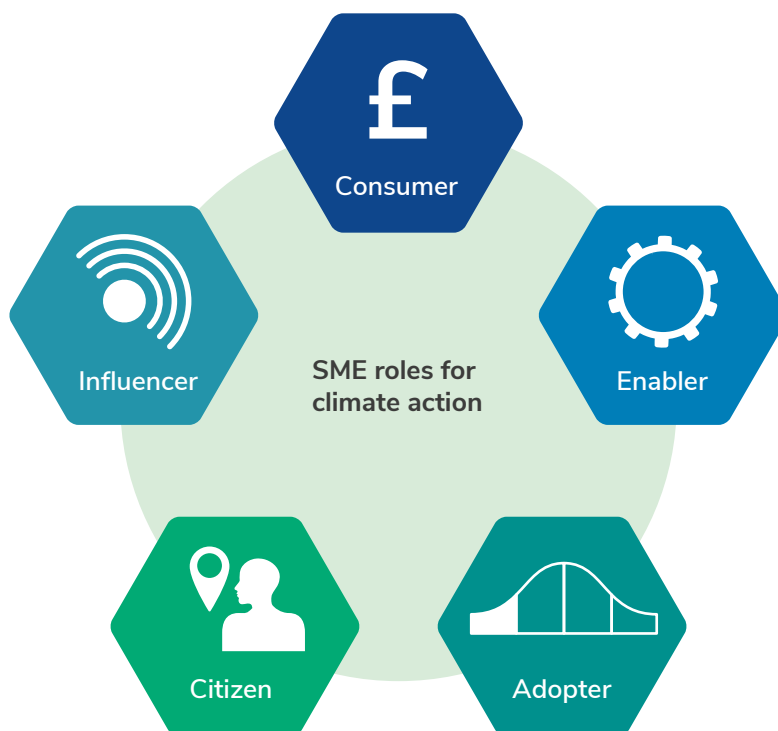 £
Consumer
Influencer
Enabler
SME roles for
climate action
Citizen
Adopter